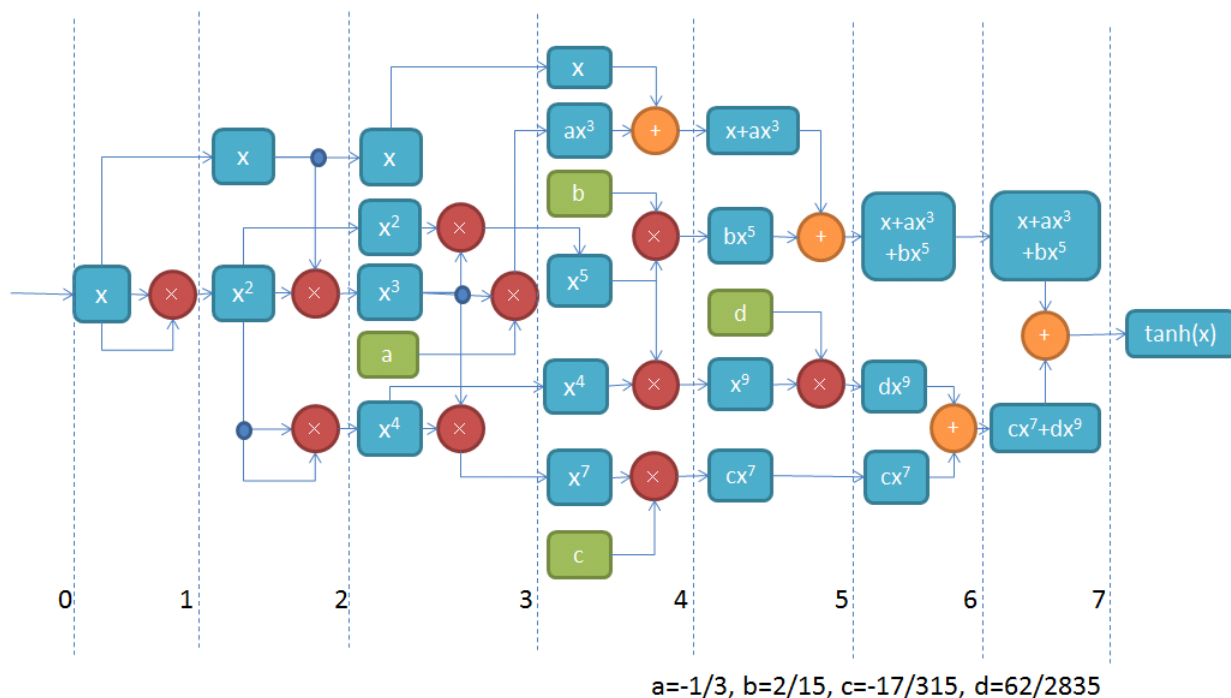 x
ax³
+
x+ax³
x
x
b
x²
×
×
bx⁵
+
x+ax³
+bx⁵
x+ax³
+bx⁵
x
×
x²
×
x³
×
x⁵
a
d
+
tanh(x)
×
x⁴
×
x⁴
×
x⁹
×
dx⁹
+
cx⁷+dx⁹
x⁷
×
cx⁷
cx⁷
c
0 1 2 3 4 5 6 7
a=-1/3, b=2/15, c=-17/315, d=62/2835